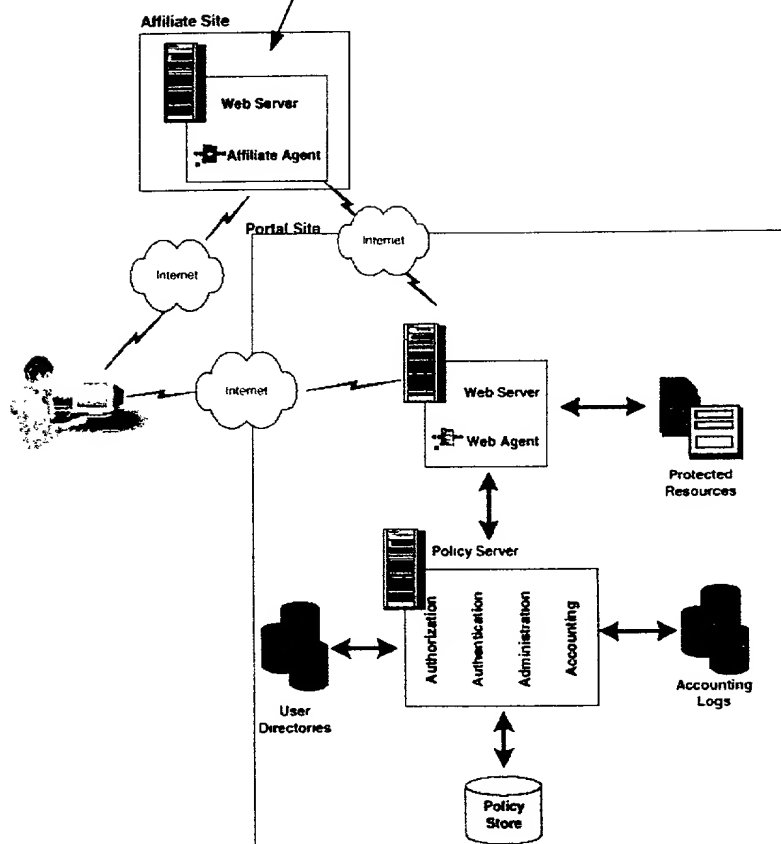 Affiliate Site
Web Server
Affiliate Agent
Portal Site
Internet
Internet
Internet
Web Server
Web Agent
Protected
Resources
Policy Server
Authorization
Authentication
Administration
Accounting
User
Directories
Accounting
Logs
Policy
Store